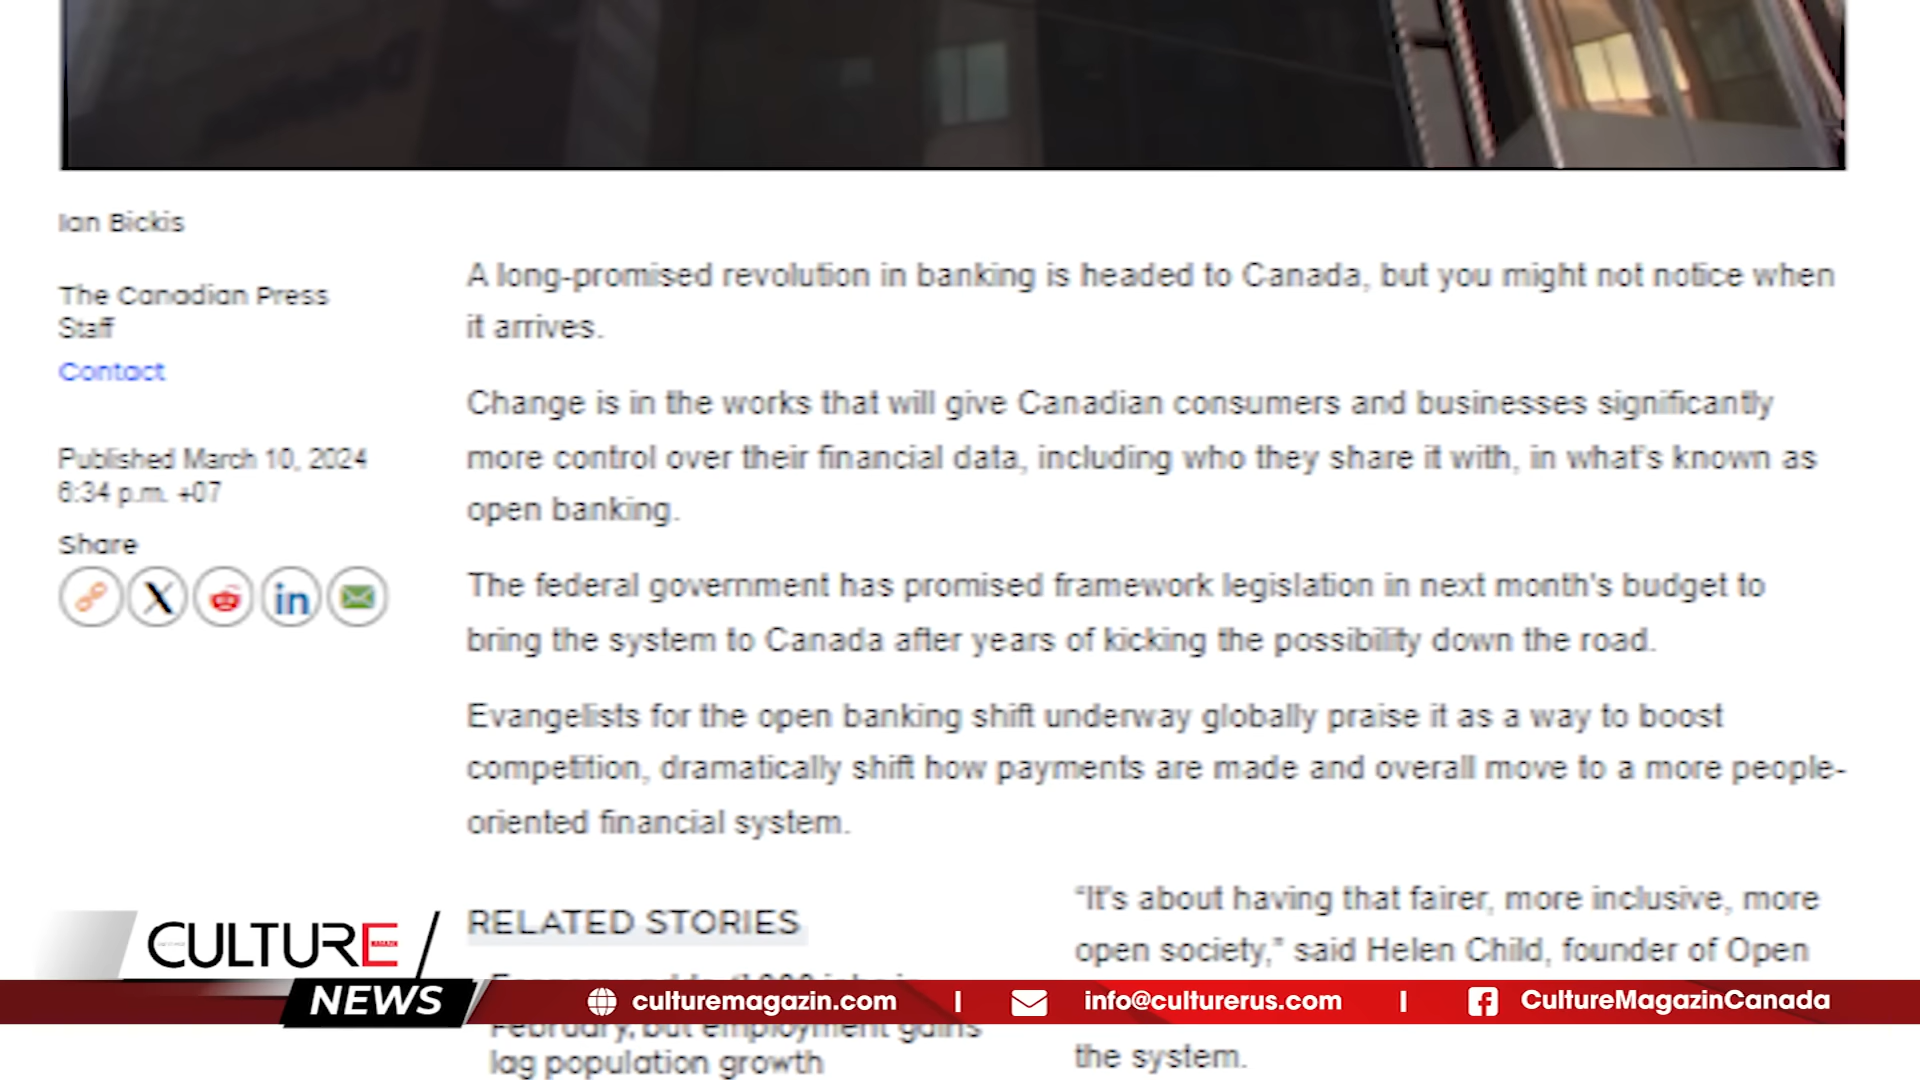 Ian Bickis
The Canadian Press
Staff
Contact
Published March 10, 2024
6:34 p.m. +07
Share
A long-promised revolution in banking is headed to Canada, but you might not notice when
it arrives.
Change is in the works that will give Canadian consumers and businesses significantly
more control over their financial data, including who they share it with, in what's known as
open banking.
The federal government has promised framework legislation in next month's budget to
bring the system to Canada after years of kicking the possibility down the road.
Evangelists for the open banking shift underway globally praise it as a way to boost
competition, dramatically shift how payments are made and overall move to a more people-
oriented financial system.
RELATED STORIES
February, but employment gains
lag population growth
“It's about having that fairer, more inclusive, more
open society,” said Helen Child, founder of Open
the system.
CULTURE
NEWS
culturemagazin.com | info@culturerus.com | CultureMagazinCanada